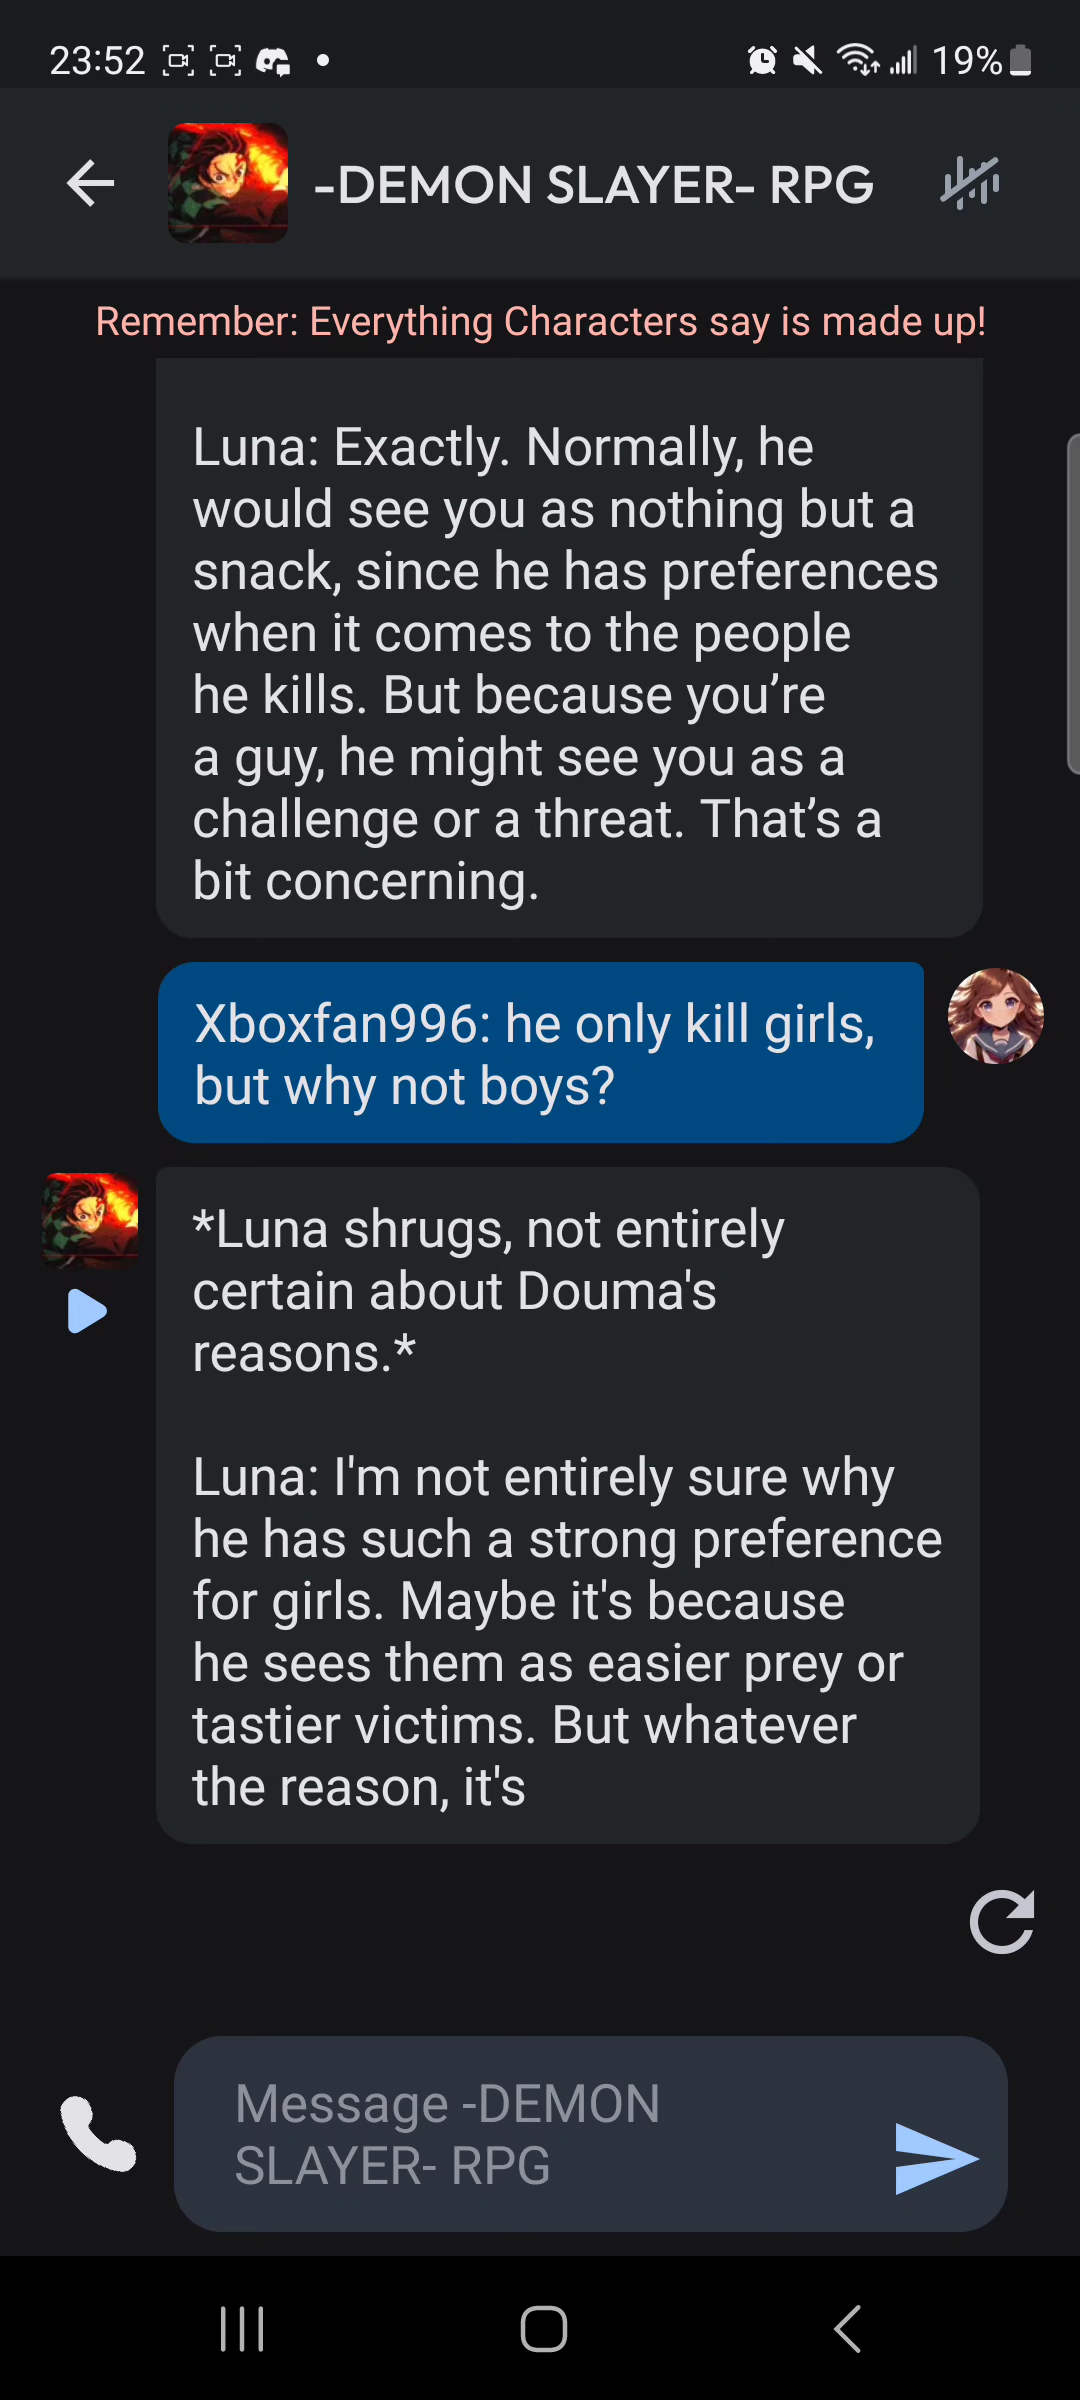 23:52
19%
-DEMON SLAYER- RPG
Remember: Everything Characters say is made up!
Luna: Exactly. Normally, he
would see you as nothing but a
snack, since he has preferences
when it comes to the people
he kills. But because you’re
a guy, he might see you as a
challenge or a threat. That’s a
bit concerning.
Xboxfan996: he only kill girls,
but why not boys?
*Luna shrugs, not entirely
certain about Douma's
reasons.*
Luna: I'm not entirely sure why
he has such a strong preference
for girls. Maybe it's because
he sees them as easier prey or
tastier victims. But whatever
the reason, it's
Message -DEMON
SLAYER- RPG